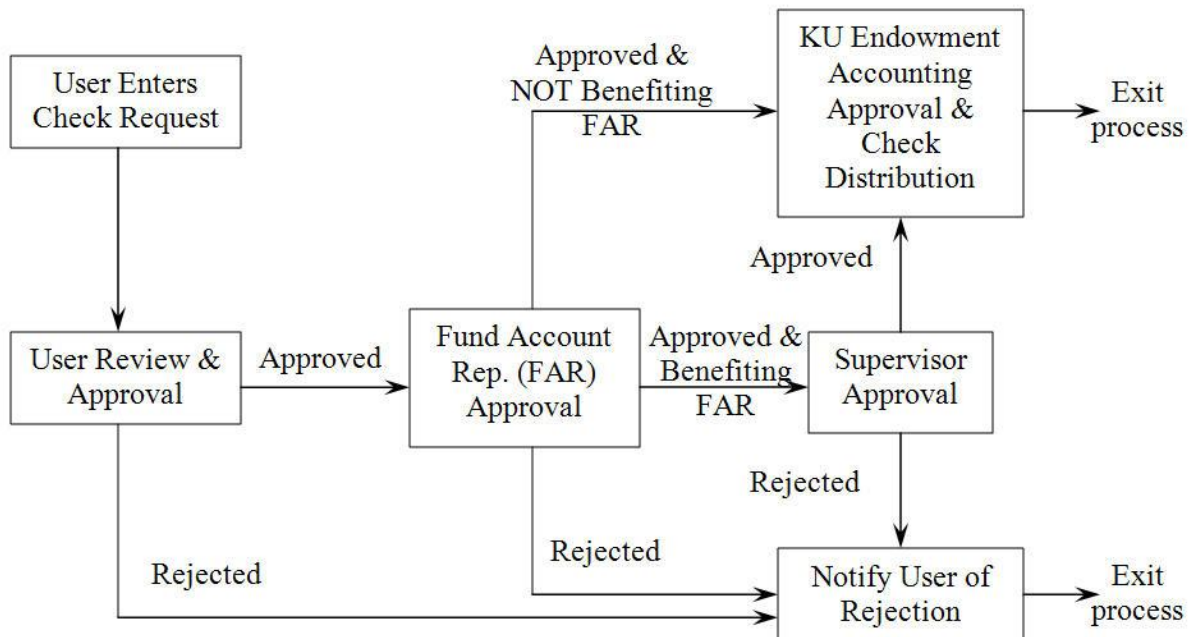 User Enters
Check Request
Approved &
NOT Benefiting
FAR
KU Endowment
Accounting
Approval &
Check
Distribution
Exit
process
Approved
User Review &
Approval
Approved
Fund Account
Rep. (FAR)
Approval
Approved &
Benefiting
FAR
Supervisor
Approval
Rejected
Rejected
Rejected
Notify User of
Rejection
Exit
process